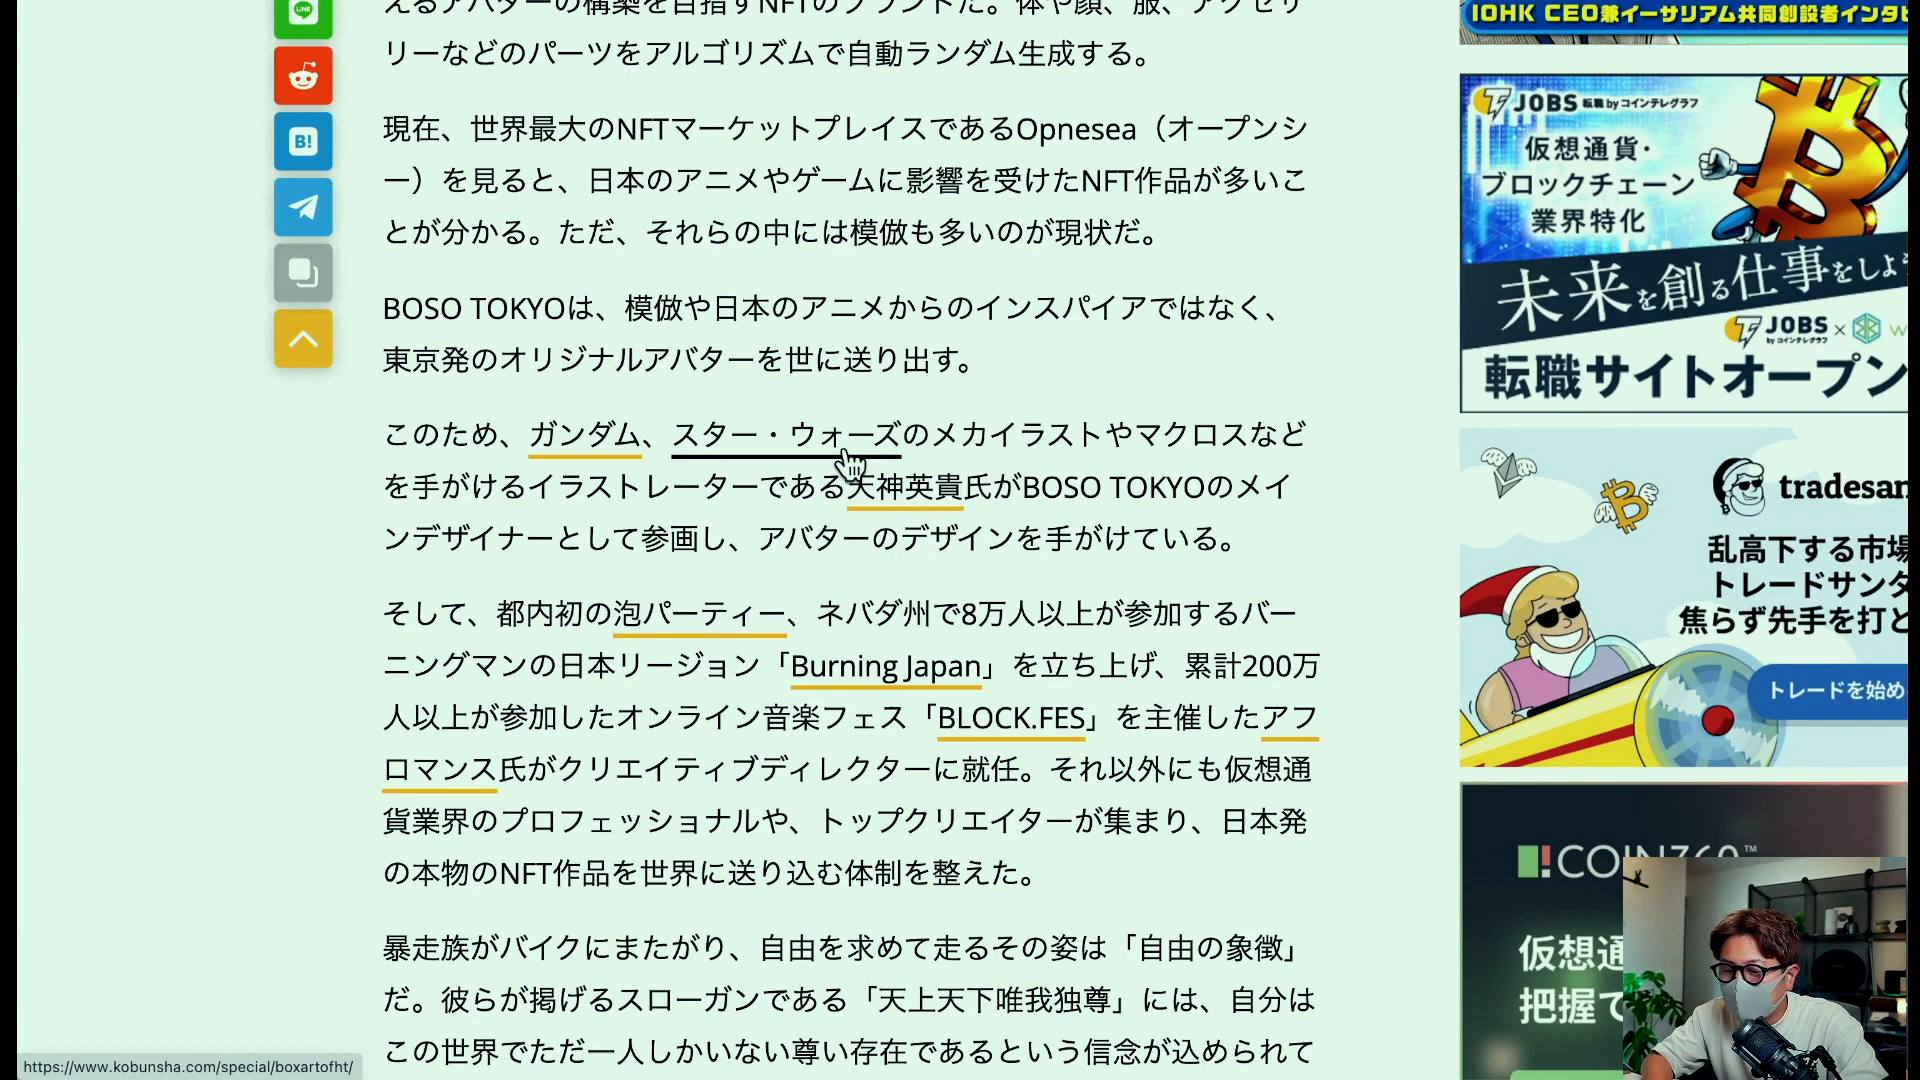 えるアバターの構築を目指すNFTのブランドだ。体や顔、服、アクセサ
リーなどのパーツをアルゴリズムで自動ランダム生成する。
現在、世界最大のNFTマーケットプレイスであるOpnesea（オープンシ
ー）を見ると、日本のアニメやゲームに影響を受けたNFT作品が多いこ
とが分かる。ただ、それらの中には模倣も多いのが現状だ。
BOSO TOKYOは、模倣や日本のアニメからのインスパイアではなく、
東京発のオリジナルアバターを世に送り出す。
このため、ガンダム、スター・ウォーズのメカイラストやマクロスなど
を手がけるイラストレーターである天神英貴氏がBOSO TOKYOのメイ
ンデザイナーとして参画し、アバターのデザインを手がけている。
そして、都内初の泡パーティー、ネバダ州で8万人以上が参加するバー
ニングマンの日本リージョン「Burning Japan」を立ち上げ、累計200万
人以上が参加したオンライン音楽フェス「BLOCK.FES」を主催したアフ
ロマンス氏がクリエイティブディレクターに就任。それ以外にも仮想通
貨業界のプロフェッショナルや、トップクリエイターが集まり、日本発
の本物のNFT作品を世界に送り込む体制を整えた。
暴走族がバイクにまたがり、自由を求めて走るその姿は「自由の象徴」
だ。彼らが掲げるスローガンである「天上天下唯我独尊」には、自分は
この世界でただ一人しかいない尊い存在であるという信念が込められて
https://www.kobunsha.com/special/boxartofht/
LINE
B!
IOHK CEO兼イーサリアム共同創設者インタビ
JOBS 転職 by コインテレグラフ
仮想通貨・
ブロックチェーン
業界特化
未来を創る仕事をしよ
JOBS × W
by コインテレグラフ
転職サイトオープン
tradesan
乱高下する市場
トレードサンタ
焦らず先手を打と
トレードを始め
COIN360™
仮想通
把握て